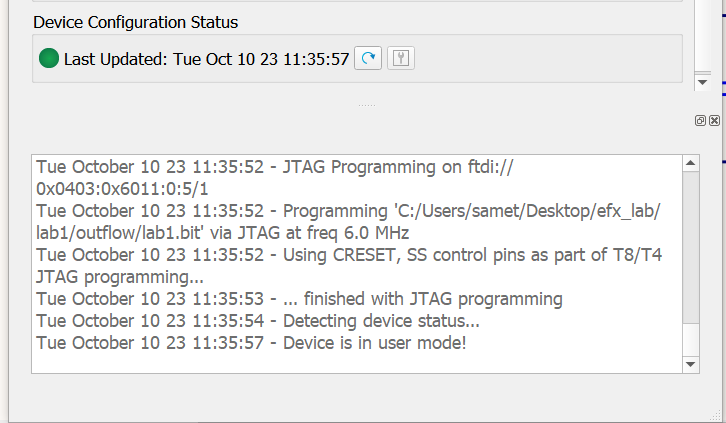 Device Configuration Status
Last Updated: Tue Oct 10 23 11:35:57
Tue October 10 23 11:35:52 - JTAG Programming on ftdi://
0x0403:0x6011:0:5/1
Tue October 10 23 11:35:52 - Programming 'C:/Users/samet/Desktop/efx_lab/
lab1/outflow/lab1.bit' via JTAG at freq 6.0 MHz
Tue October 10 23 11:35:52 - Using CRESET, SS control pins as part of T8/T4
JTAG programming...
Tue October 10 23 11:35:53 - ... finished with JTAG programming
Tue October 10 23 11:35:54 - Detecting device status...
Tue October 10 23 11:35:57 - Device is in user mode!